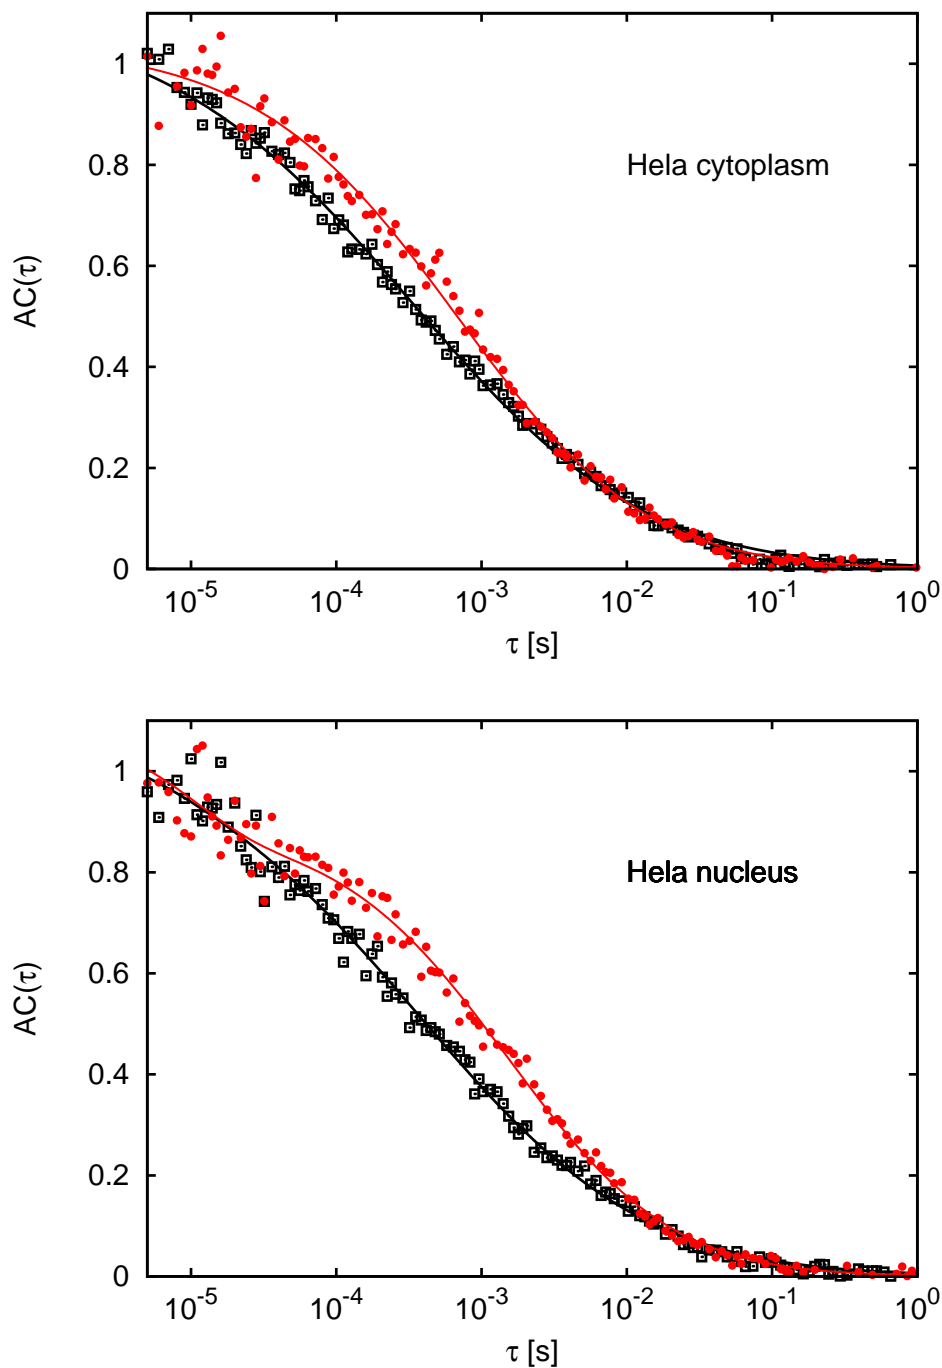 1
0.8
0.6
0.4
0.2
0
AC(τ)
Hela cytoplasm
10⁻⁵ 10⁻⁴ 10⁻³ 10⁻² 10⁻¹ 10⁰
τ [s]
1
0.8
0.6
0.4
0.2
0
AC(τ)
Hela nucleus
10⁻⁵ 10⁻⁴ 10⁻³ 10⁻² 10⁻¹ 10⁰
τ [s]